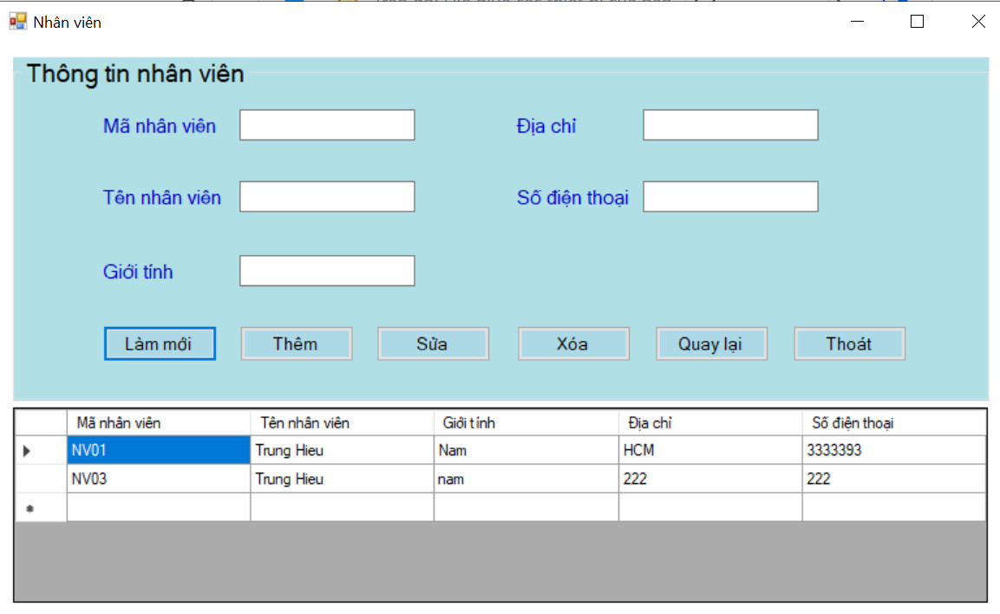 Nhân viên
Thông tin nhân viên
Mã nhân viên Địa chỉ
Tên nhân viên Số điện thoại
Giới tính
Làm mới Thêm Sửa Xóa Quay lại Thoát
Mã nhân viên Tên nhân viên Giới tính Địa chỉ Số điện thoại
NV01 Trung Hieu Nam HCM 3333393
NV03 Trung Hieu nam 222 222